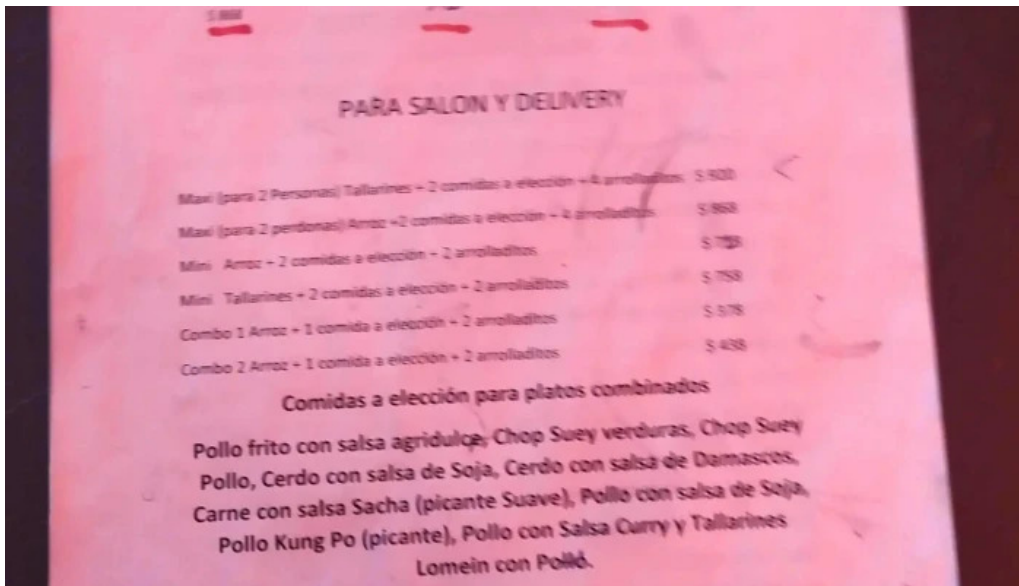 PARA SALON Y DELIVERY
Maxi (para 2 Personas) Tallarines + 2 comidas a elección + 4 arrolladitos $
Maxi (para 2 perdonas) Arroz +2 comidas a elección + 4 arrolladitos $ 868
Mini Arroz + 2 comidas a elección + 2 arrolladitos $
Mini Tallarines + 2 comidas a elección + 2 arrolladitos $ 758
Combo 1 Arroz + 1 comida a elección + 2 arrolladitos $ 578
Combo 2 Arroz + 1 comida a elección + 2 arrolladitos $ 438
Comidas a elección para platos combinados
Pollo frito con salsa agridulce, Chop Suey verduras, Chop Suey
Pollo, Cerdo con salsa de Soja, Cerdo con salsa de Damascos,
Carne con salsa Sacha (picante Suave), Pollo con salsa de Soja,
Pollo Kung Po (picante), Pollo con Salsa Curry y Tallarines
Lomein con Pollo.